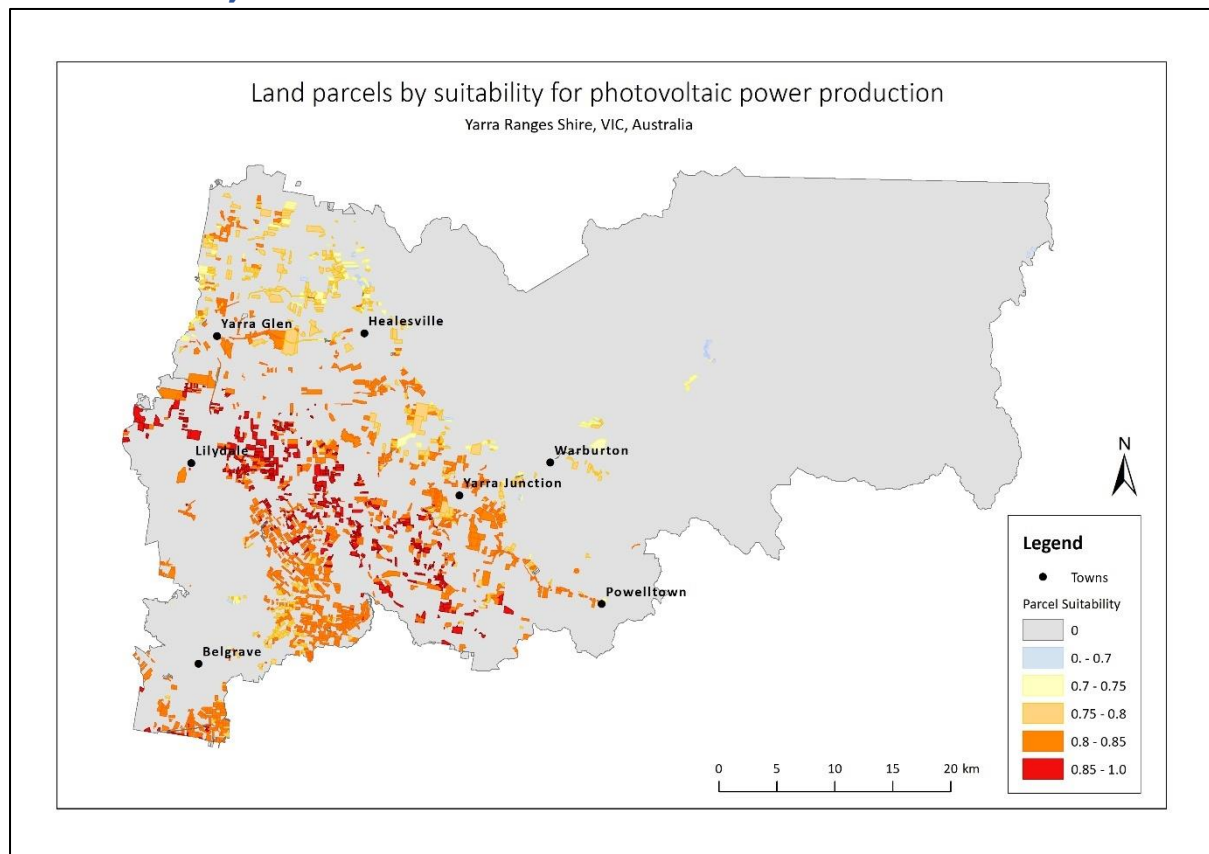 Land parcels by suitability for photovoltaic power production
Yarra Ranges Shire, VIC, Australia
Yarra Glen
Healesville
Lilydale
Warburton
Yarra Junction
Powelltown
Belgrave
N
Legend
Towns
Parcel Suitability
0
0. - 0.7
0.7 - 0.75
0.75 - 0.8
0.8 - 0.85
0.85 - 1.0
0 5 10 15 20 km